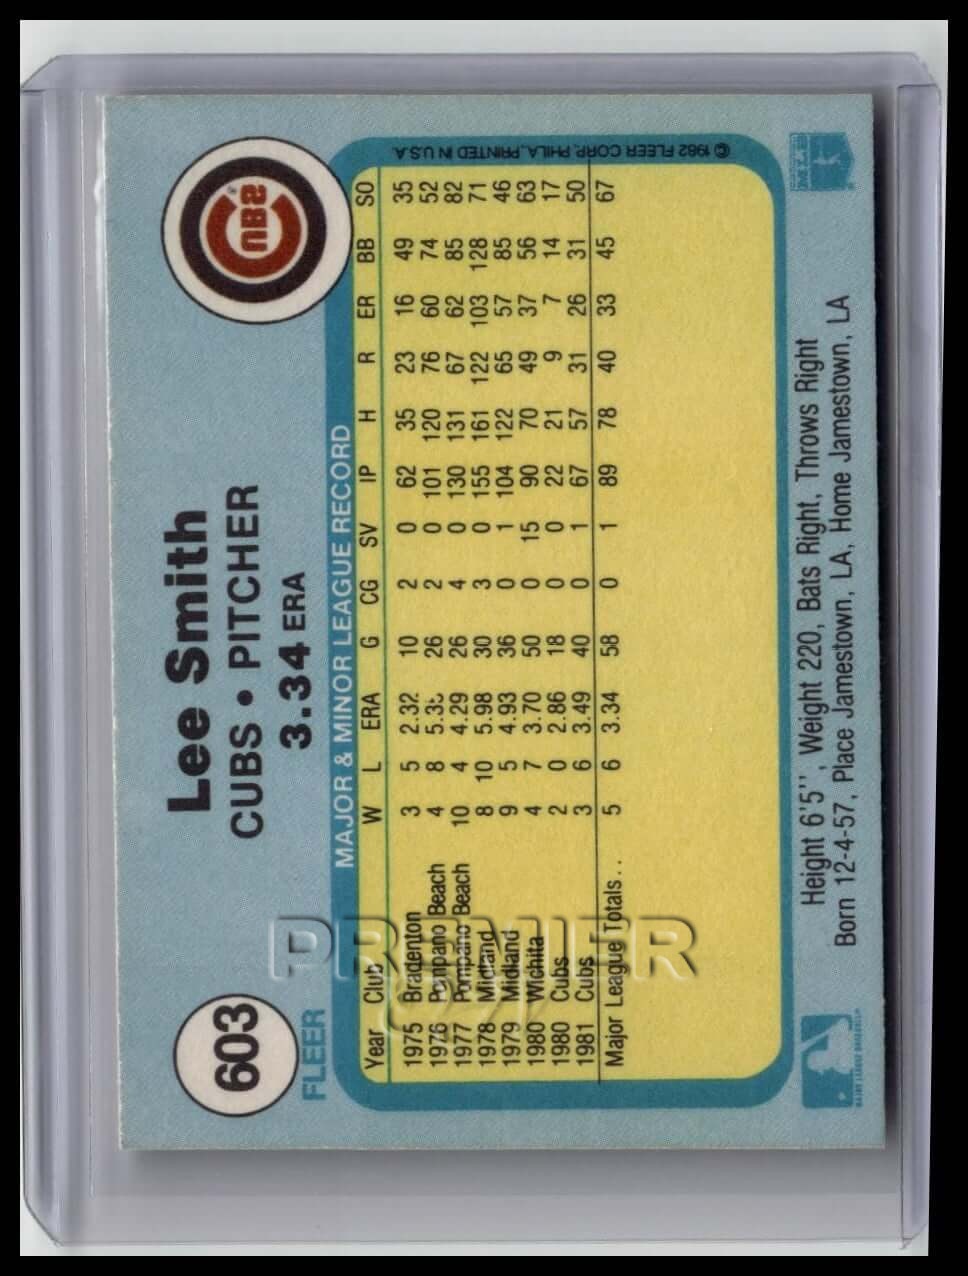 603
FLEER
Lee Smith
CUBS • PITCHER
3.34 ERA
CUBS
MAJOR & MINOR LEAGUE RECORD
Year Club W L ERA G CG SV IP H R ER BB SO
1975 Bradenton 3 5 2.32 10 2 0 62 35 23 16 49 35
1976 Pompano Beach 4 8 5.35 26 2 0 101 120 76 60 74 52
1977 Pompano Beach 10 4 4.29 26 4 0 130 131 67 62 85 82
1978 Midland 8 10 5.98 30 3 0 155 161 122 103 128 71
1979 Midland 9 5 4.93 36 0 1 104 122 65 57 85 46
1980 Wichita 4 7 3.70 50 0 15 90 70 49 37 56 63
1980 Cubs 2 0 2.86 18 0 0 22 21 9 7 14 17
1981 Cubs 3 6 3.49 40 0 1 67 57 31 26 31 50
Major League Totals.. 5 6 3.34 58 0 1 89 78 40 33 45 67
© 1982 FLEER CORP. PHILA. PRINTED IN U.S.A.
Height 6'5'', Weight 220, Bats Right, Throws Right
Born 12-4-57, Place Jamestown, LA, Home Jamestown, LA
MAJOR LEAGUE BASEBALL
PREMIER